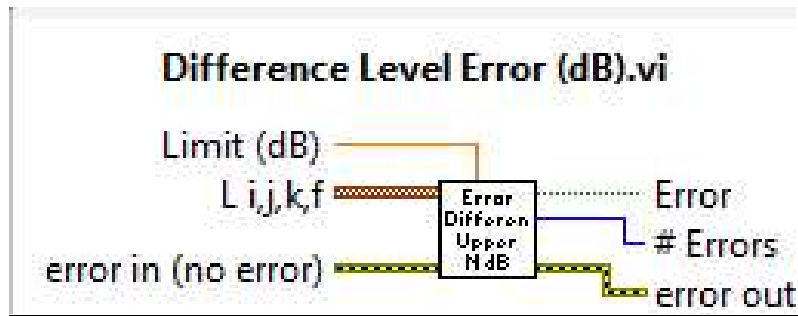 Difference Level Error (dB).vi
Limit (dB)
L i,j,k,f
error in (no error)
Error
Differen
Upper
N dB
Error
# Errors
error out